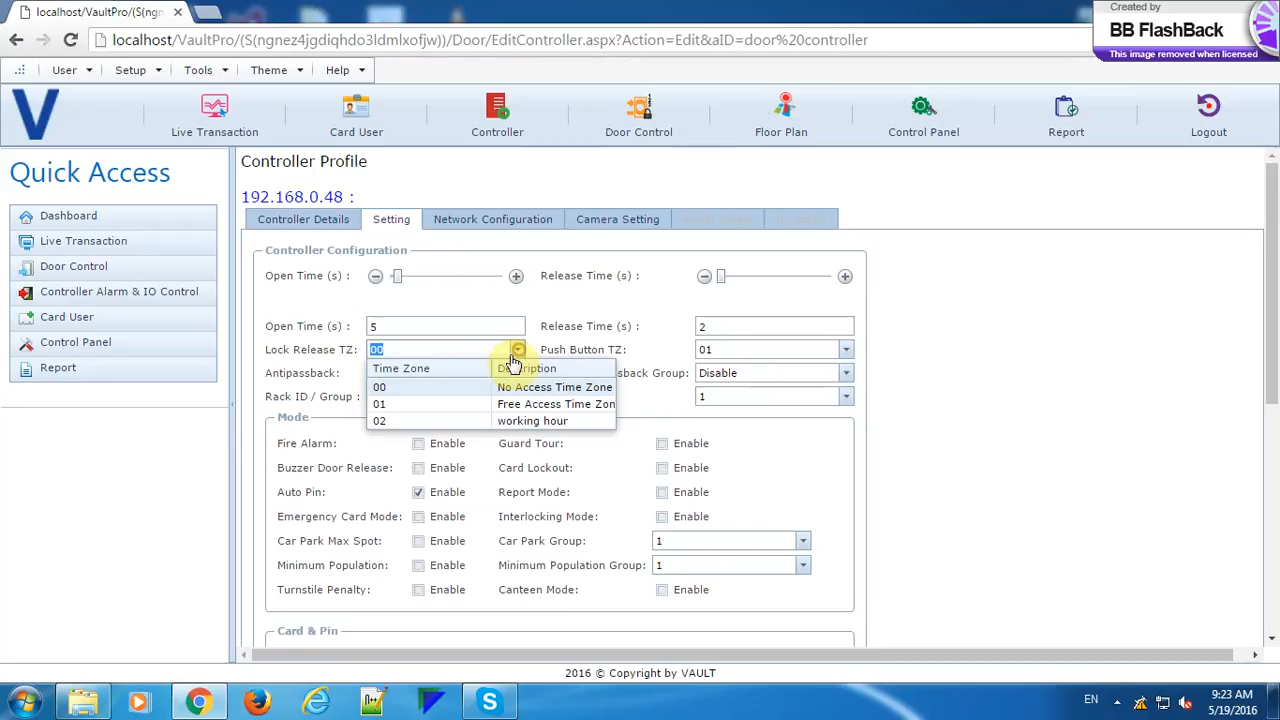 localhost/VaultPro/(S(ngn
Created by
BB FlashBack
This image removed when licensed
localhost/VaultPro/(S(ngnez4jgdiqhdo3ldmlxofjw))/Door/EditController.aspx?Action=Edit&aID=door%20controller
User Setup Tools Theme Help
V
Live Transaction Card User Controller Door Control Floor Plan Control Panel Report Logout
Quick Access
Dashboard
Live Transaction
Door Control
Controller Alarm & IO Control
Card User
Control Panel
Report
Controller Profile
192.168.0.48 :
Controller Details Setting Network Configuration Camera Setting
Controller Configuration
Open Time (s) : Release Time (s) :
Open Time (s) : 5 Release Time (s) : 2
Lock Release TZ: 00 Push Button TZ: 01
Time Zone
00 No Access Time Zone
01 Free Access Time Zon
02 working hour
Antipassback: Group: Disable
Rack ID / Group : 1
Mode
Fire Alarm: Enable Guard Tour: Enable
Buzzer Door Release: Enable Card Lockout: Enable
Auto Pin: Enable Report Mode: Enable
Emergency Card Mode: Enable Interlocking Mode: Enable
Car Park Max Spot: Enable Car Park Group: 1
Minimum Population: Enable Minimum Population Group: 1
Turnstile Penalty: Enable Canteen Mode: Enable
Card & Pin
2016 © Copyright by VAULT
EN
9:23 AM
5/19/2016